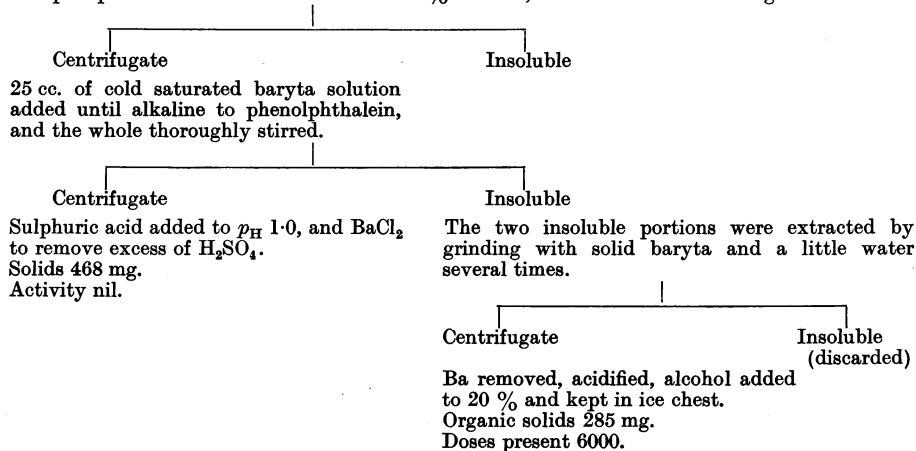 %
Centrifugate Insoluble
25 cc. of cold saturated baryta solution
added until alkaline to phenolphthalein,
and the whole thoroughly stirred.
Centrifugate Insoluble
Sulphuric acid added to pH 1·0, and BaCl₂
to remove excess of H₂SO₄.
Solids 468 mg.
Activity nil.
The two insoluble portions were extracted by
grinding with solid baryta and a little water
several times.
Centrifugate Insoluble
(discarded)
Ba removed, acidified, alcohol added
to 20 % and kept in ice chest.
Organic solids 285 mg.
Doses present 6000.